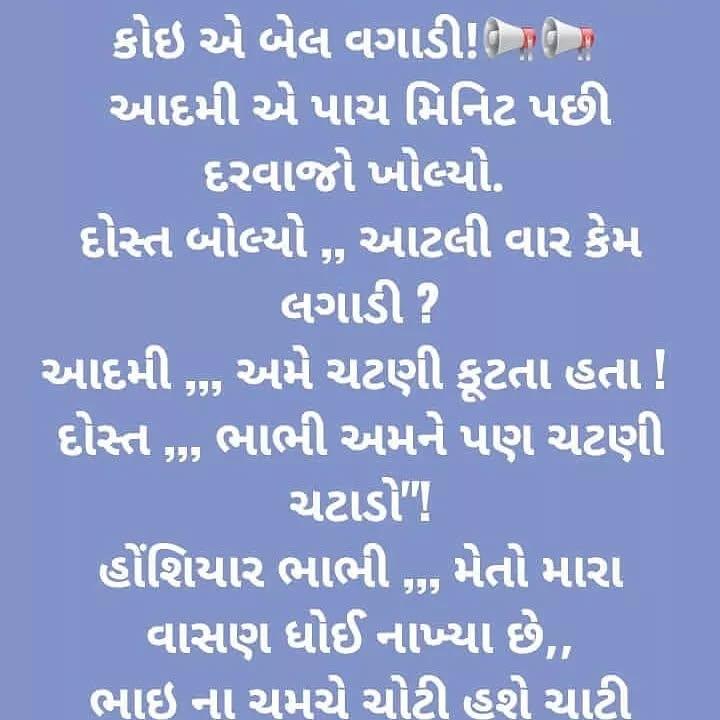 કોઇ એ બેલ વગાડી!📢📢
આદમી એ પાચ મિનિટ પછી
દરવાજો ખોલ્યો.
દોસ્ત બોલ્યો ,, આટલી વાર કેમ
લગાડી ?
આદમી ,,, અમે ચટણી કૂટતા હતા !
દોસ્ત ,,, ભાભી અમને પણ ચટણી
ચટાડો"!
હોંશિયાર ભાભી ,,, મેતો મારા
વાસણ ધોઈ નાખ્યા છે,,
ભાઇ ના ચમચે ચોટી હશે ચાટી